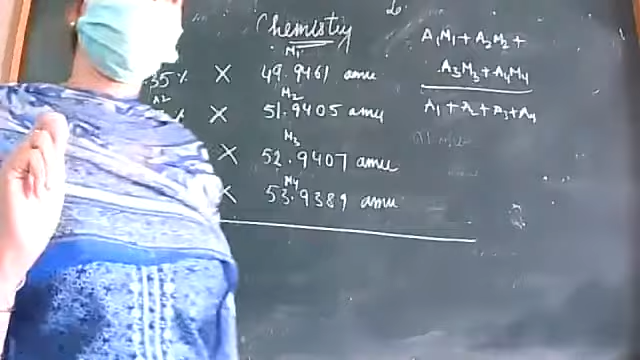 Chemistry
M1
35% X 49.9461 amu
A2 M2
% X 51.9405 amu
M3
X 52.9407 amu
M4
X 53.9389 amu
A1M1 + A2M2 +
A3M3 + A4M4
A1 + A2 + A3 + A4